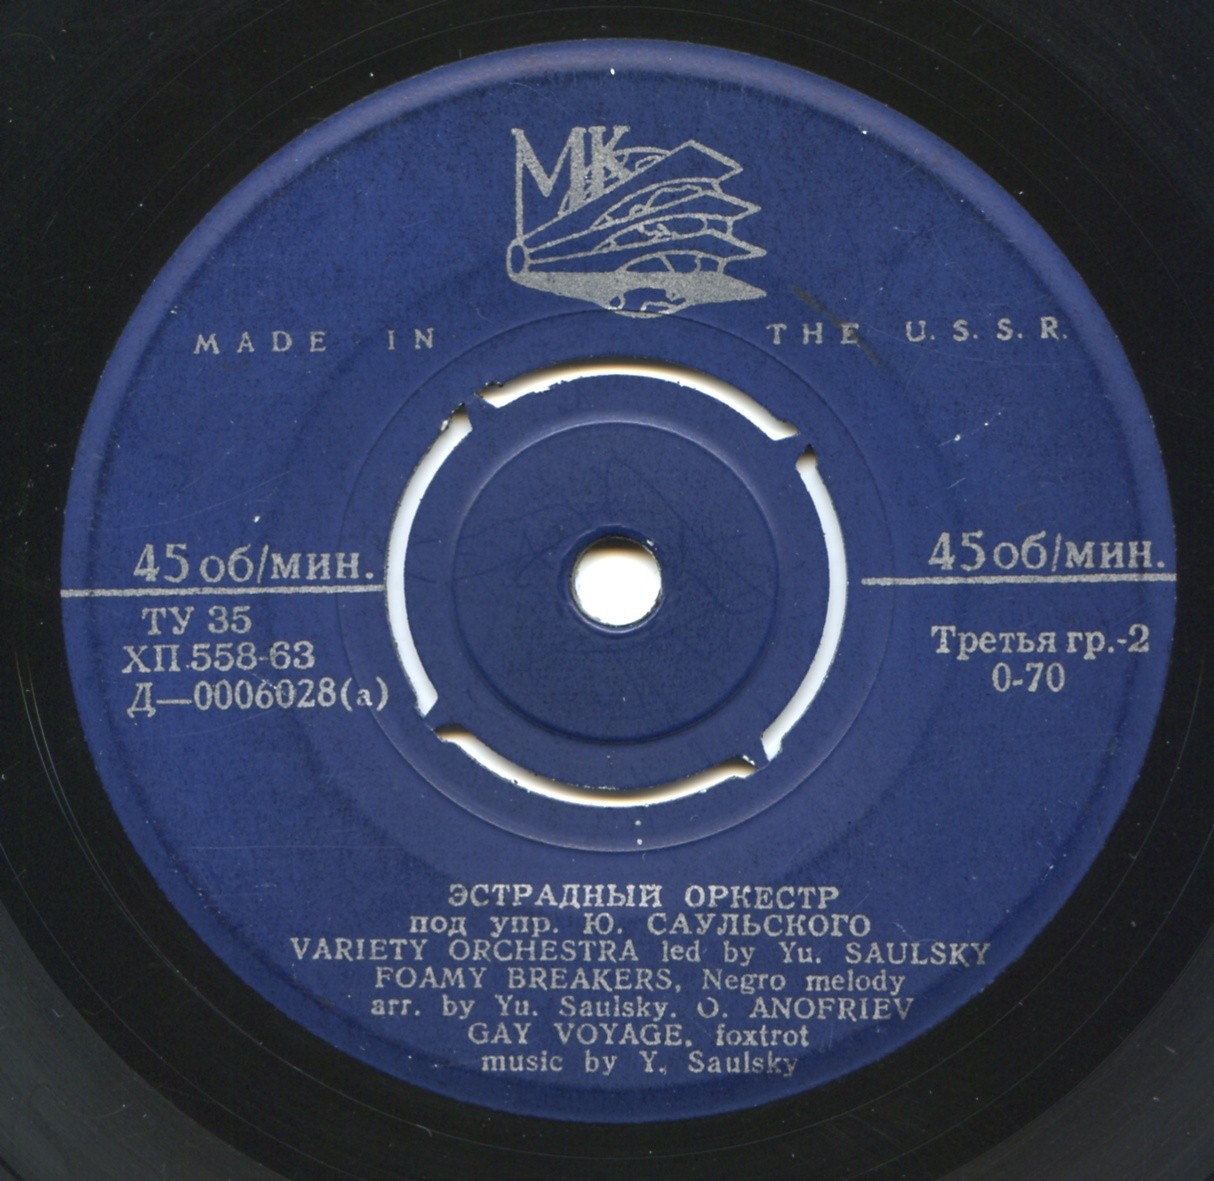 МК
MADE IN THE U.S.S.R.
45 об/мин.
45 об/мин.
ТУ 35
ХП 558-63
Д—0006028(а)
Третья гр.-2
0-70
ЭСТРАДНЫЙ ОРКЕСТР
под упр. Ю. САУЛЬСКОГО
VARIETY ORCHESTRA led by Yu. SAULSKY
FOAMY BREAKERS, Negro melody
arr. by Yu. Saulsky. O. ANOFRIEV
GAY VOYAGE, foxtrot
music by Y. Saulsky